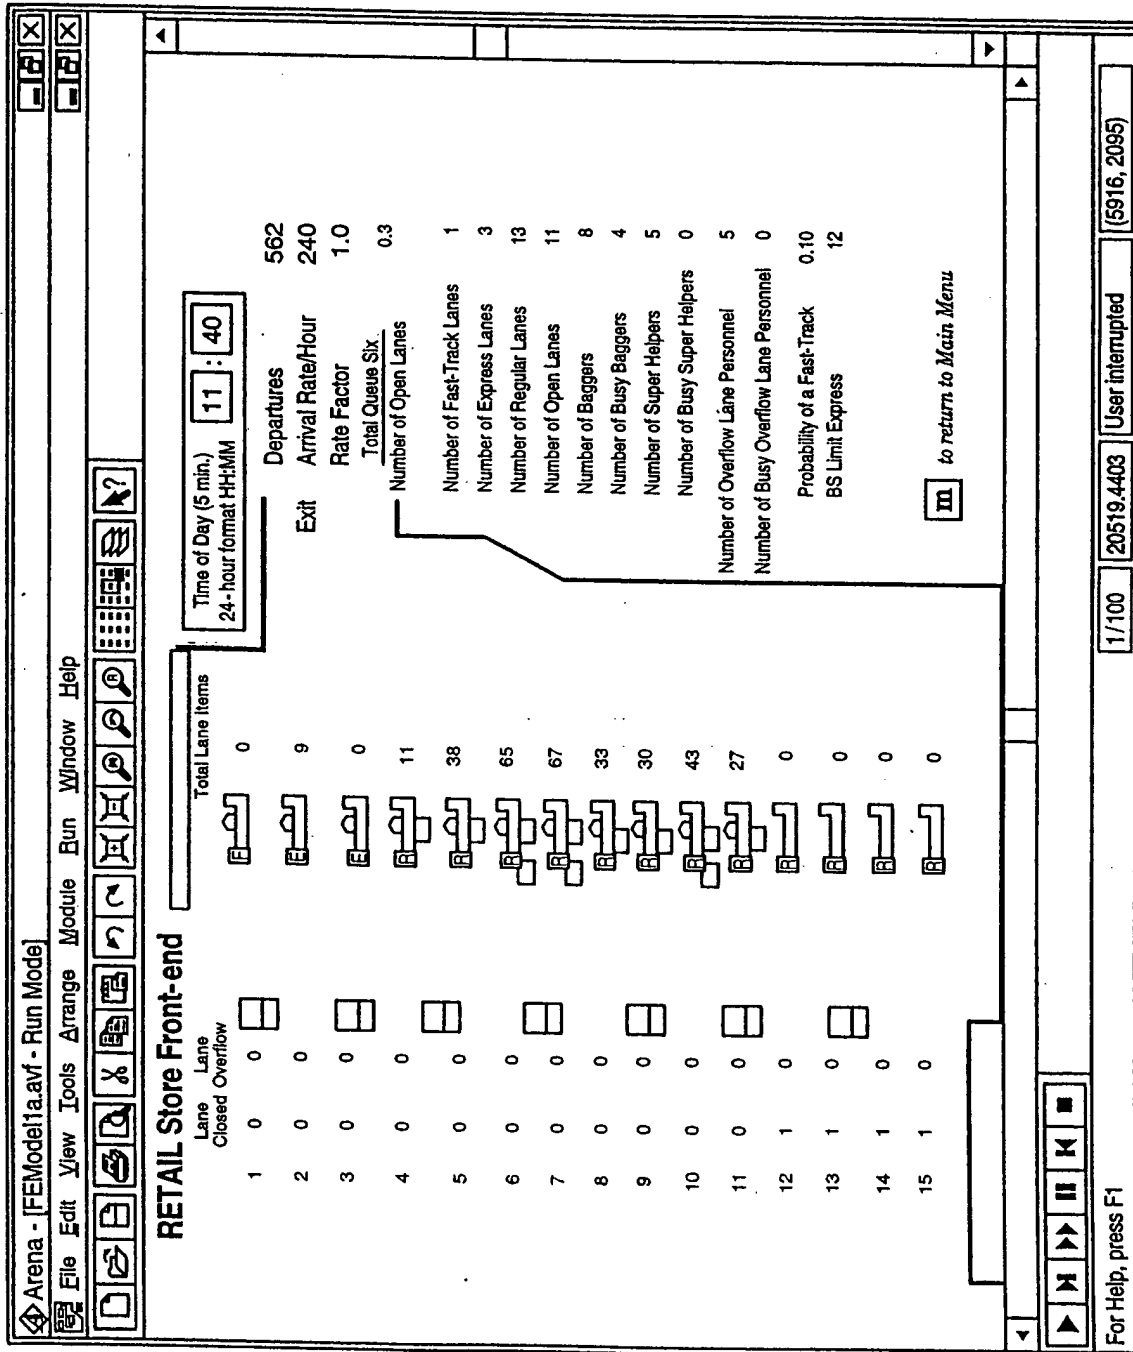 Arena - [FEModel1a.avf - Run Mode]
File Edit View Tools Arrange Module Run Window Help
RETAIL Store Front-end
Time of Day (5 min.)
24-hour format HH:MM
11 : 40
Lane Closed
Lane Overflow
Total Lane Items
1 0 0 F 0
2 0 0 E 9
3 0 0 E 0
4 0 0 R 11
5 0 0 R 38
6 0 0 R 65
7 0 0 R 67
8 0 0 R 33
9 0 0 R 30
10 0 0 R 43
11 0 0 R 27
12 1 0 R 0
13 1 0 R 0
14 1 0 R 0
15 1 0 R 0
Departures 562
Exit Arrival Rate/Hour 240
Rate Factor 1.0
Total Queue Six
Number of Open Lanes 0.3
Number of Fast-Track Lanes 1
Number of Express Lanes 3
Number of Regular Lanes 13
Number of Open Lanes 11
Number of Baggers 8
Number of Busy Baggers 4
Number of Super Helpers 5
Number of Busy Super Helpers 0
Number of Overflow Lane Personnel 5
Number of Busy Overflow Lane Personnel 0
Probability of a Fast-Track 0.10
BS Limit Express 12
m to return to Main Menu
For Help, press F1
1/100 20519.4403 User interrupted (5916, 2095)